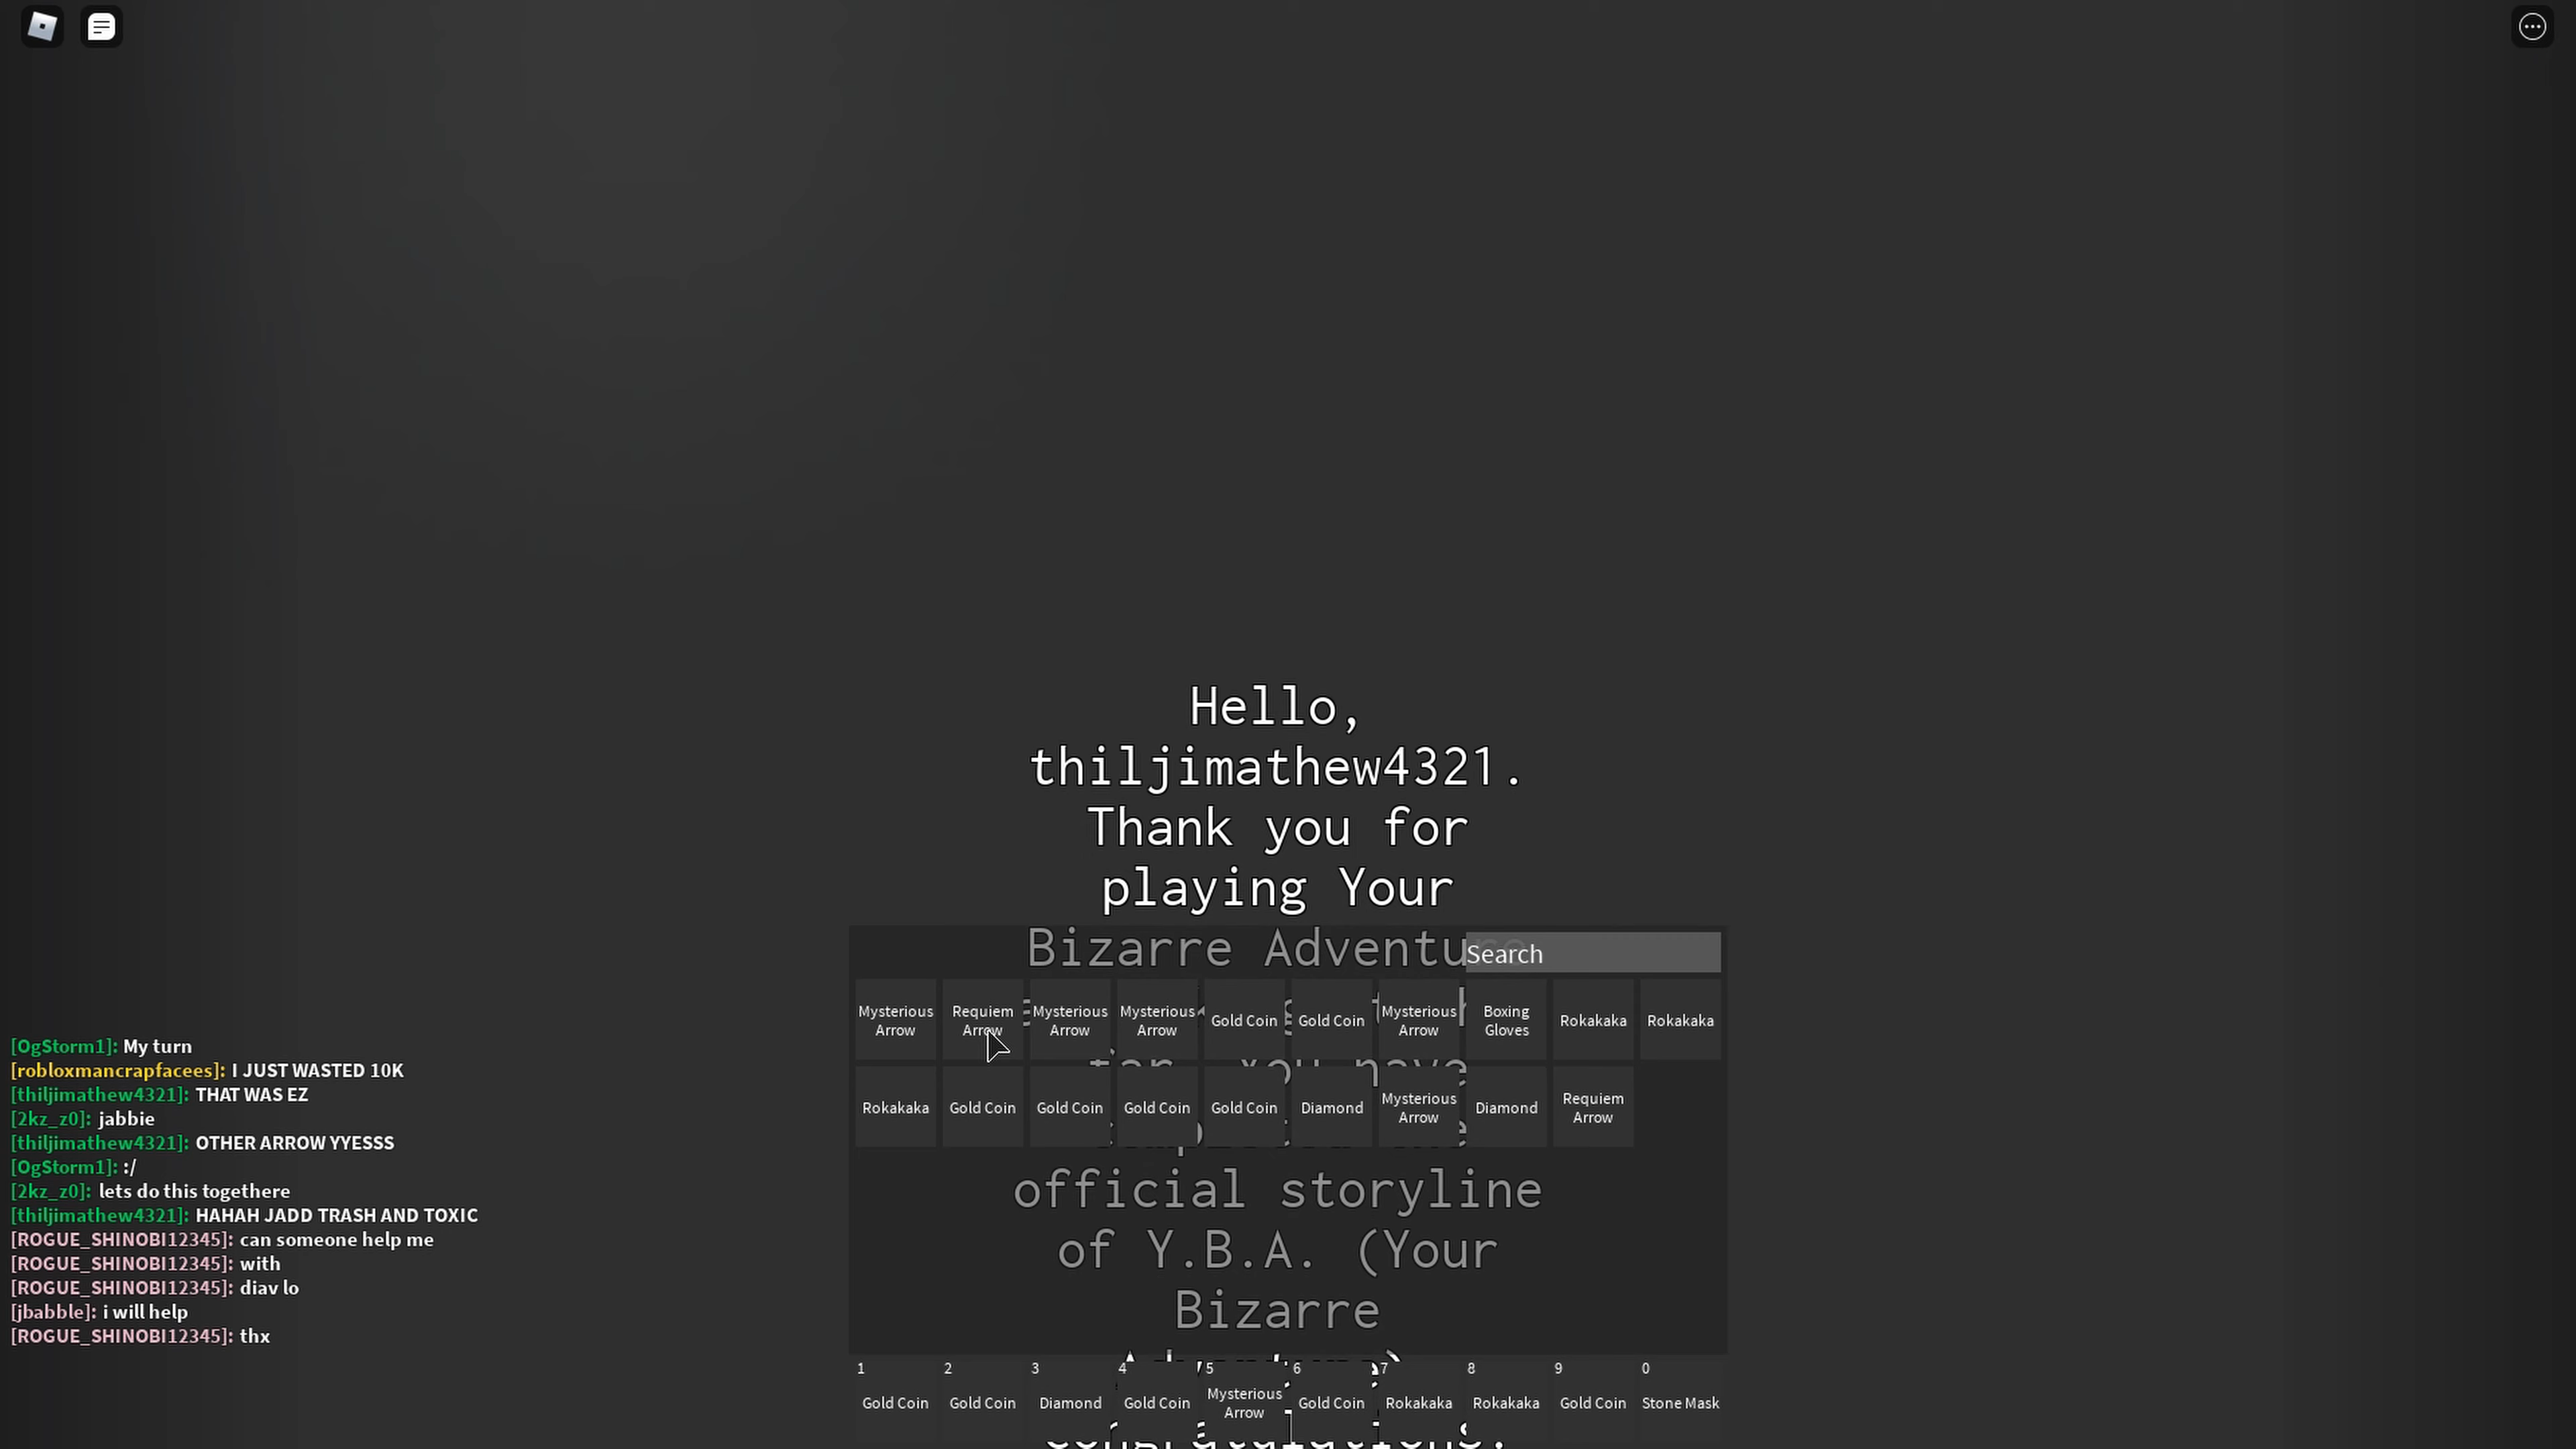 Hello,
thiljimathew4321.
Thank you for
playing Your
Bizarre Adventure
Search
Mysterious Arrow
Requiem Arrow
Mysterious Arrow
Mysterious Arrow
Gold Coin
Gold Coin
Mysterious Arrow
Boxing Gloves
Rokakaka
Rokakaka
far. You have
Rokakaka
Gold Coin
Gold Coin
Gold Coin
Gold Coin
Diamond
Mysterious Arrow
Diamond
Requiem Arrow
official storyline
of Y.B.A. (Your
Bizarre
1 Gold Coin
2 Gold Coin
3 Diamond
4 Gold Coin
5 Mysterious Arrow
6 Gold Coin
7 Rokakaka
8 Rokakaka
9 Gold Coin
0 Stone Mask
[OgStorm1]: My turn
[robloxmancrapfacees]: I JUST WASTED 10K
[thiljimathew4321]: THAT WAS EZ
[2kz_z0]: jabbie
[thiljimathew4321]: OTHER ARROW YYESSS
[OgStorm1]: :/
[2kz_z0]: lets do this togethere
[thiljimathew4321]: HAHAH JADD TRASH AND TOXIC
[ROGUE_SHINOBI12345]: can someone help me
[ROGUE_SHINOBI12345]: with
[ROGUE_SHINOBI12345]: diav lo
[jbabble]: i will help
[ROGUE_SHINOBI12345]: thx